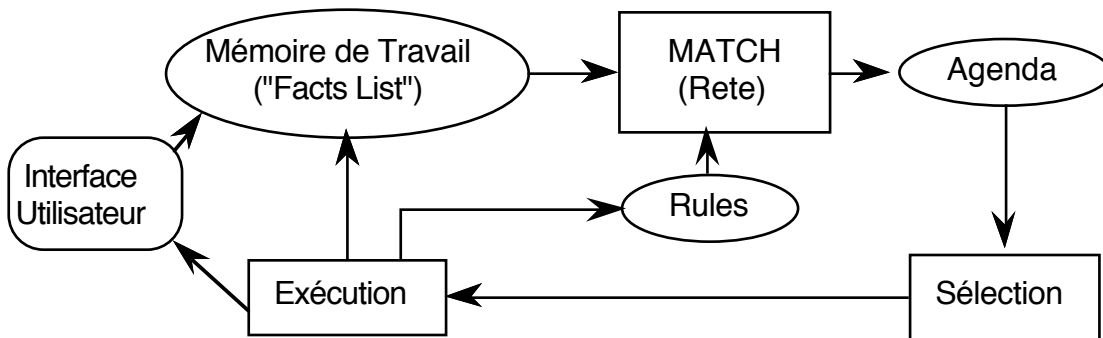 Mémoire de Travail
("Facts List")
MATCH
(Rete)
Agenda
Interface
Utilisateur
Rules
Exécution
Sélection